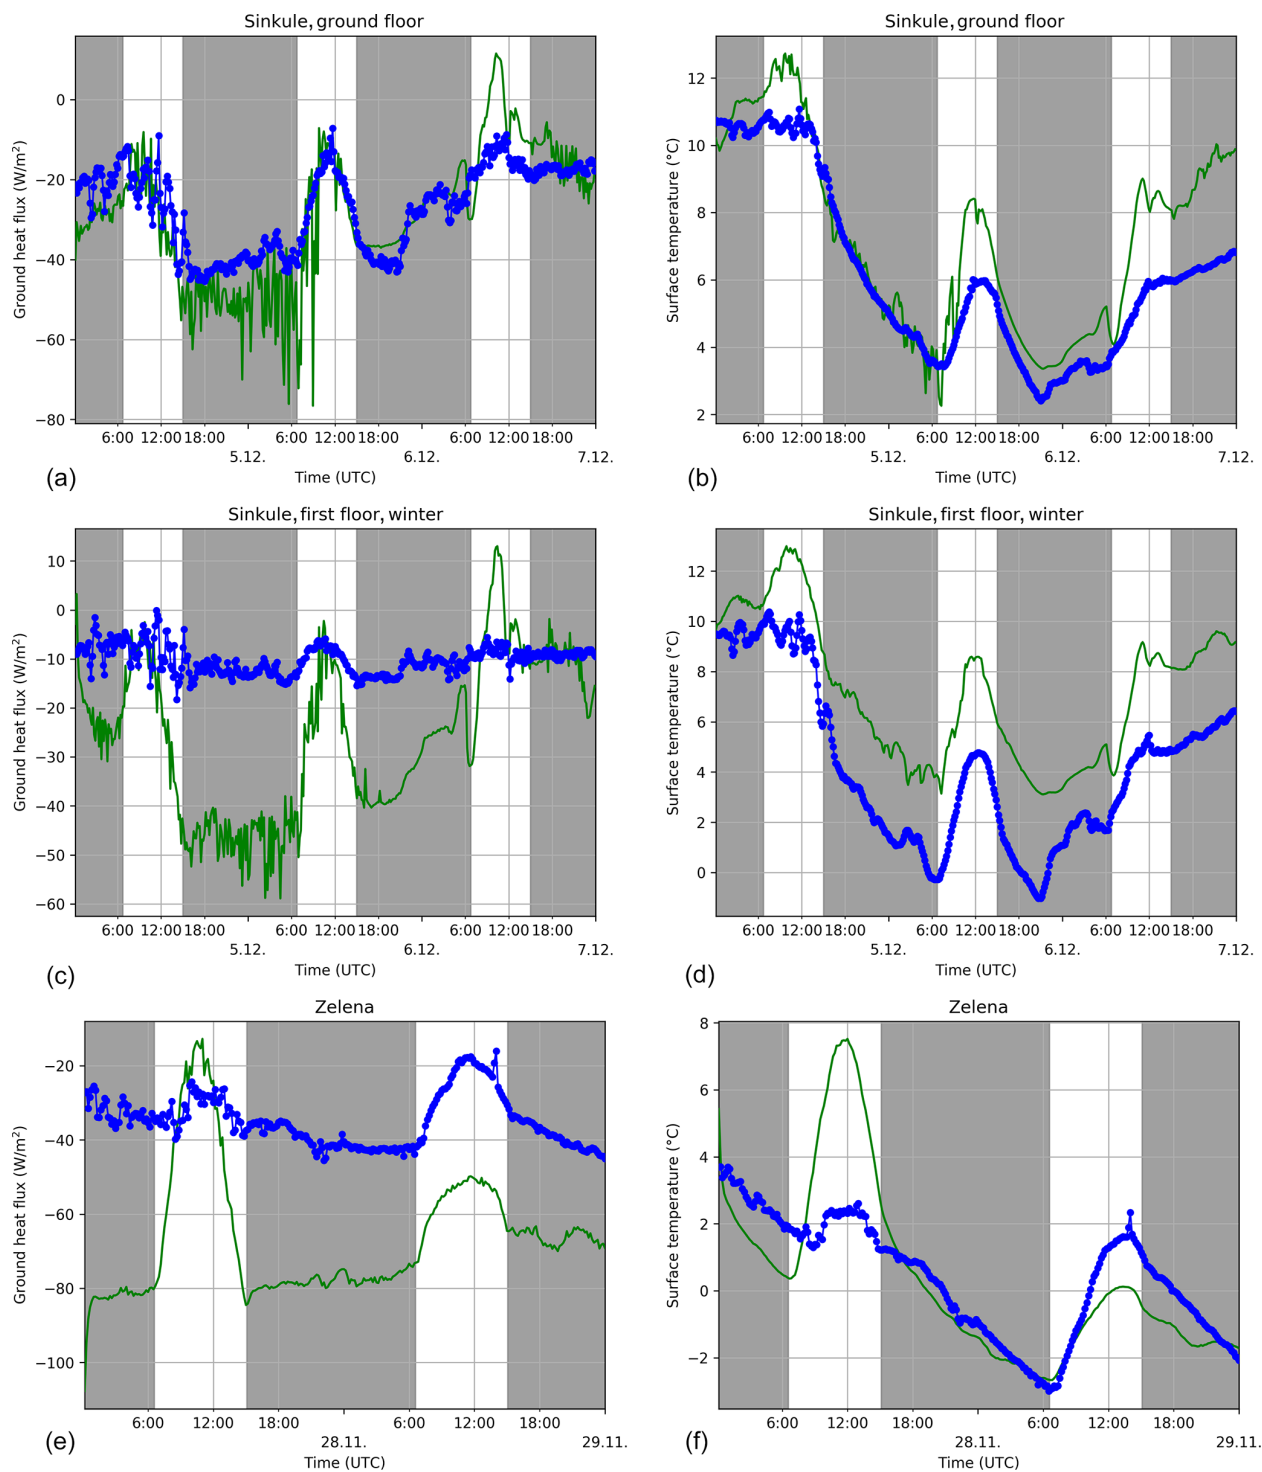 Sinkule, ground floor
Ground heat flux (W/m²)
0
−20
−40
−60
−80
6:00 12:00 18:00 6:00 12:00 18:00 6:00 12:00 18:00
5.12. 6.12. 7.12.
Time (UTC)
(a)
Sinkule, ground floor
Surface temperature (°C)
12
10
8
6
4
2
6:00 12:00 18:00 6:00 12:00 18:00 6:00 12:00 18:00
5.12. 6.12. 7.12.
Time (UTC)
(b)
Sinkule, first floor, winter
Ground heat flux (W/m²)
10
0
−10
−20
−30
−40
−50
−60
6:00 12:00 18:00 6:00 12:00 18:00 6:00 12:00 18:00
5.12. 6.12. 7.12.
Time (UTC)
(c)
Sinkule, first floor, winter
Surface temperature (°C)
12
10
8
6
4
2
0
6:00 12:00 18:00 6:00 12:00 18:00 6:00 12:00 18:00
5.12. 6.12. 7.12.
Time (UTC)
(d)
Zelena
Ground heat flux (W/m²)
−20
−40
−60
−80
−100
6:00 12:00 18:00 6:00 12:00 18:00
28.11. 29.11.
Time (UTC)
(e)
Zelena
Surface temperature (°C)
8
6
4
2
0
−2
6:00 12:00 18:00 6:00 12:00 18:00
28.11. 29.11.
Time (UTC)
(f)